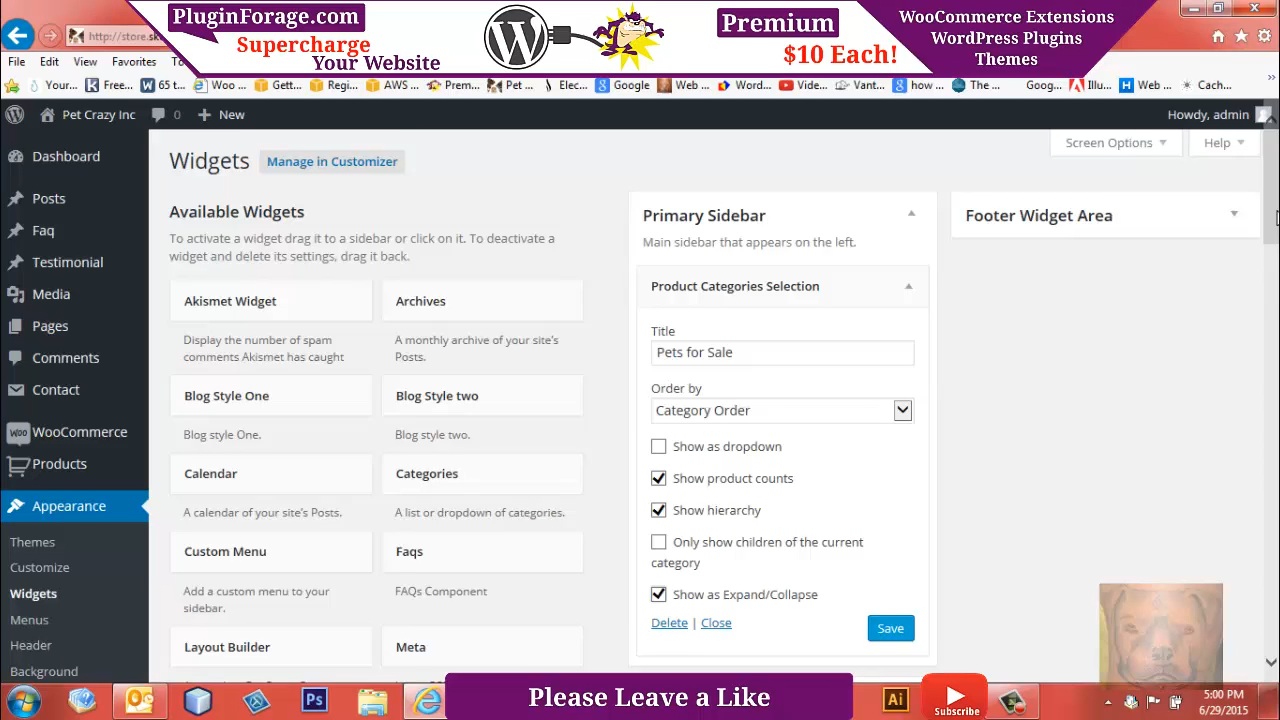 PluginForage.com
Supercharge
Your Website
Premium
$10 Each!
WooCommerce Extensions
WordPress Plugins
Themes
http://store.sk
File Edit View Favorites
Your... Free... 65 t... Woo ... Gett... Regi... AWS ... Prem... Pet ... Elec... Google Web ... Word... Vide... Vant... how ... The ... Goog... Illu... Web ... Cach...
Pet Crazy Inc 0 New Howdy, admin
Screen Options Help
Widgets Manage in Customizer
Dashboard
Posts
Faq
Testimonial
Media
Pages
Comments
Contact
WooCommerce
Products
Appearance
Themes
Customize
Widgets
Menus
Header
Background
Available Widgets
To activate a widget drag it to a sidebar or click on it. To deactivate a
widget and delete its settings, drag it back.
Akismet Widget
Display the number of spam
comments Akismet has caught
Archives
A monthly archive of your site's
Posts.
Blog Style One
Blog style One.
Blog Style two
Blog style two.
Calendar
A calendar of your site's Posts.
Categories
A list or dropdown of categories.
Custom Menu
Add a custom menu to your
sidebar.
Faqs
FAQs Component
Layout Builder
Meta
Primary Sidebar
Main sidebar that appears on the left.
Product Categories Selection
Title
Pets for Sale
Order by
Category Order
Show as dropdown
Show product counts
Show hierarchy
Only show children of the current
category
Show as Expand/Collapse
Delete | Close
Save
Footer Widget Area
Please Leave a Like
Ps
Ai
Subscribe
5:00 PM
6/29/2015